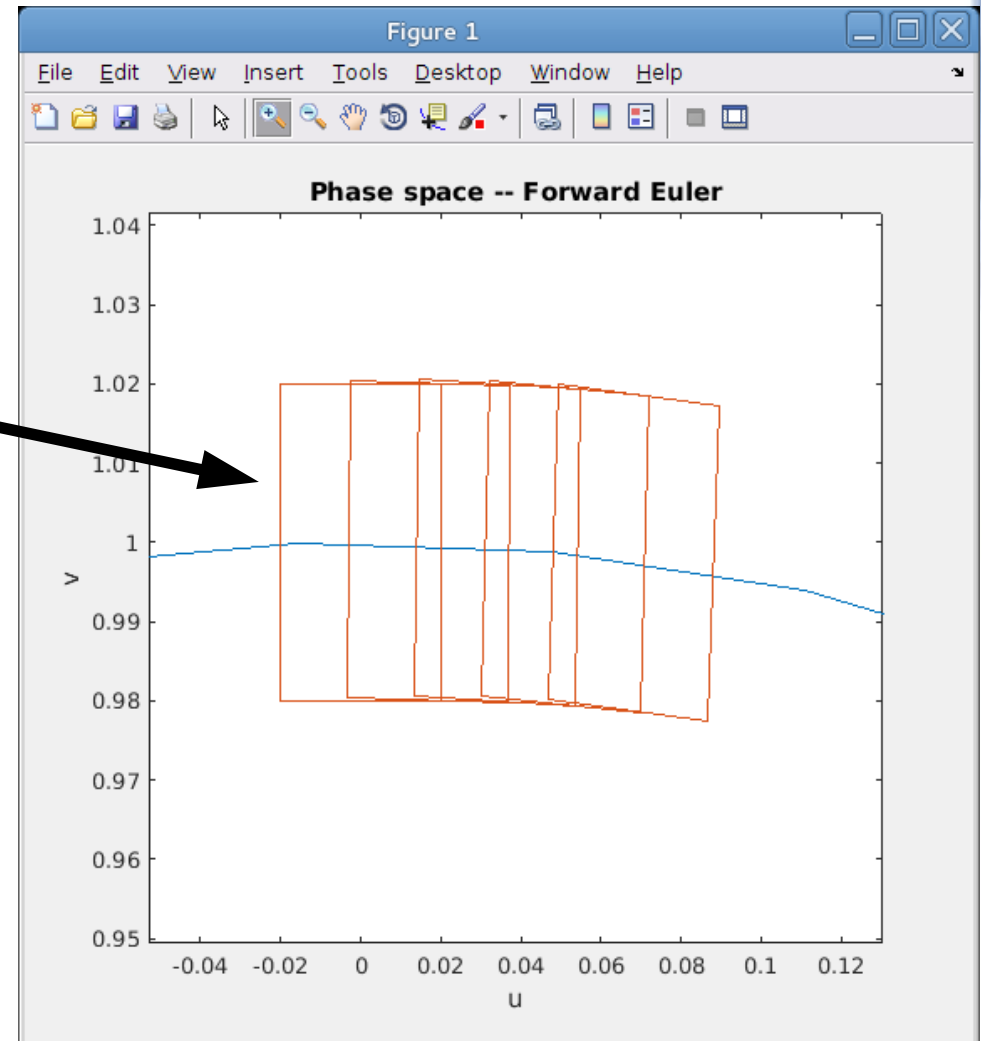 Figure 1
File Edit View Insert Tools Desktop Window Help
Phase space -- Forward Euler
1.04
1.03
1.02
1.01
1
0.99
0.98
0.97
0.96
0.95
v
-0.04 -0.02 0 0.02 0.04 0.06 0.08 0.1 0.12
u